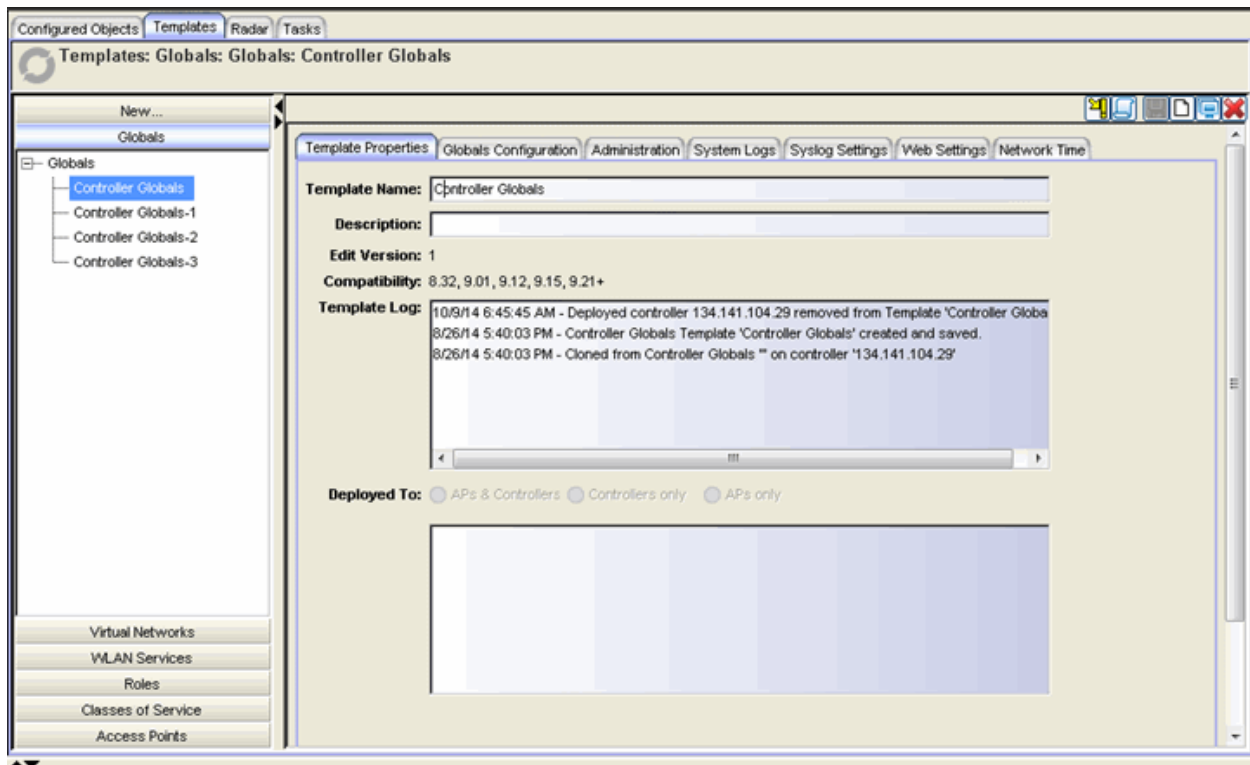 Configured Objects Templates Radar Tasks
Templates: Globals: Globals: Controller Globals
New...
Globals
Globals
Controller Globals
Controller Globals-1
Controller Globals-2
Controller Globals-3
Virtual Networks
WLAN Services
Roles
Classes of Service
Access Points
Template Properties Globals Configuration Administration System Logs Syslog Settings Web Settings Network Time
Template Name: Controller Globals
Description:
Edit Version: 1
Compatibility: 8.32, 9.01, 9.12, 9.15, 9.21+
Template Log:
10/9/14 6:45:45 AM - Deployed controller 134.141.104.29 removed from Template 'Controller Globa
8/26/14 5:40:03 PM - Controller Globals Template 'Controller Globals' created and saved.
8/26/14 5:40:03 PM - Cloned from Controller Globals '" on controller '134.141.104.29'
Deployed To: APs & Controllers Controllers only APs only